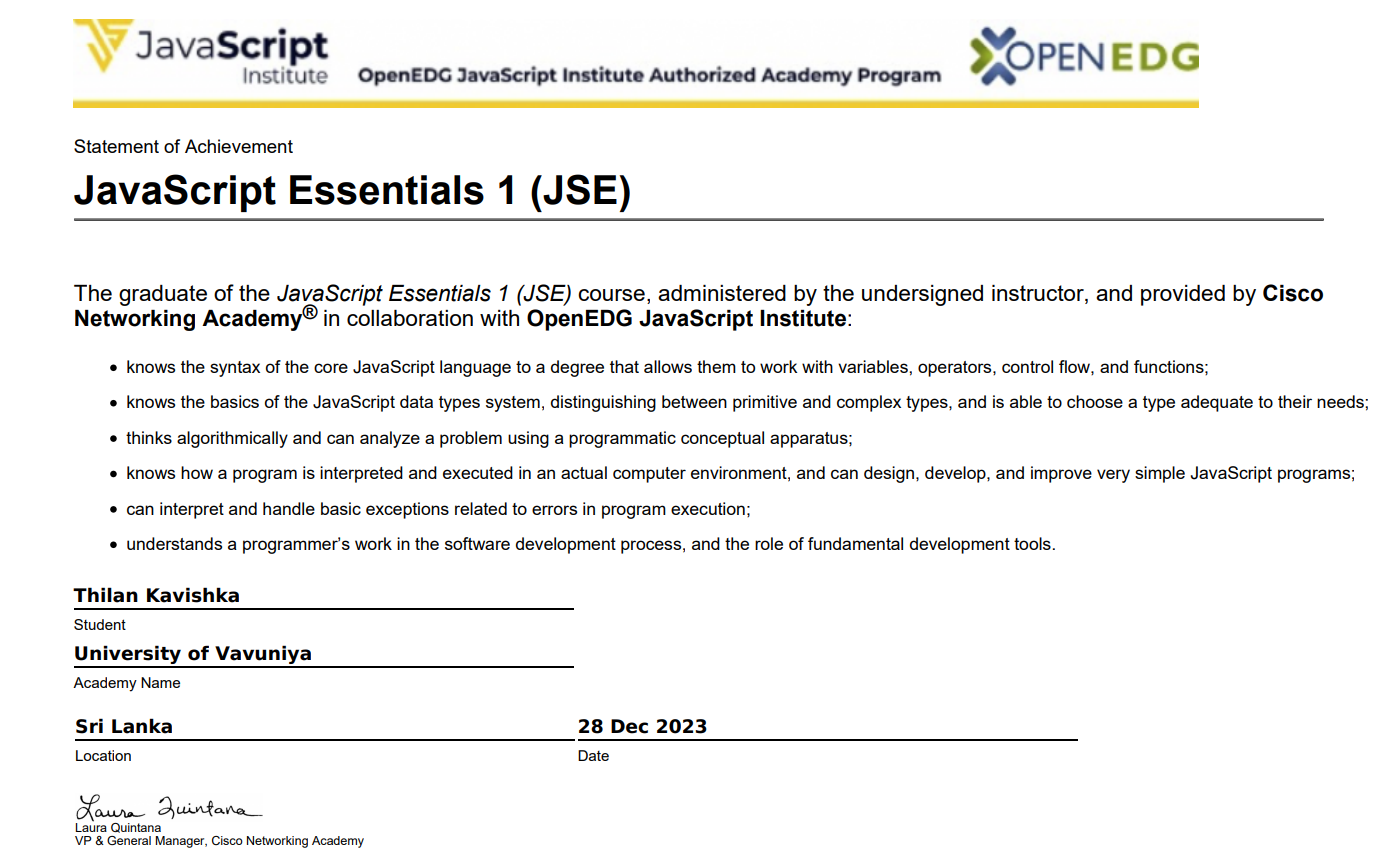 JavaScript
Institute
OpenEDG JavaScript Institute Authorized Academy Program
OPENEDG
Statement of Achievement
JavaScript Essentials 1 (JSE)
The graduate of the JavaScript Essentials 1 (JSE) course, administered by the undersigned instructor, and provided by Cisco
Networking Academy® in collaboration with OpenEDG JavaScript Institute:
• knows the syntax of the core JavaScript language to a degree that allows them to work with variables, operators, control flow, and functions;
• knows the basics of the JavaScript data types system, distinguishing between primitive and complex types, and is able to choose a type adequate to their needs;
• thinks algorithmically and can analyze a problem using a programmatic conceptual apparatus;
• knows how a program is interpreted and executed in an actual computer environment, and can design, develop, and improve very simple JavaScript programs;
• can interpret and handle basic exceptions related to errors in program execution;
• understands a programmer’s work in the software development process, and the role of fundamental development tools.
Thilan Kavishka
Student
University of Vavuniya
Academy Name
Sri Lanka 28 Dec 2023
Location Date
Laura Quintana
Laura Quintana
VP & General Manager, Cisco Networking Academy